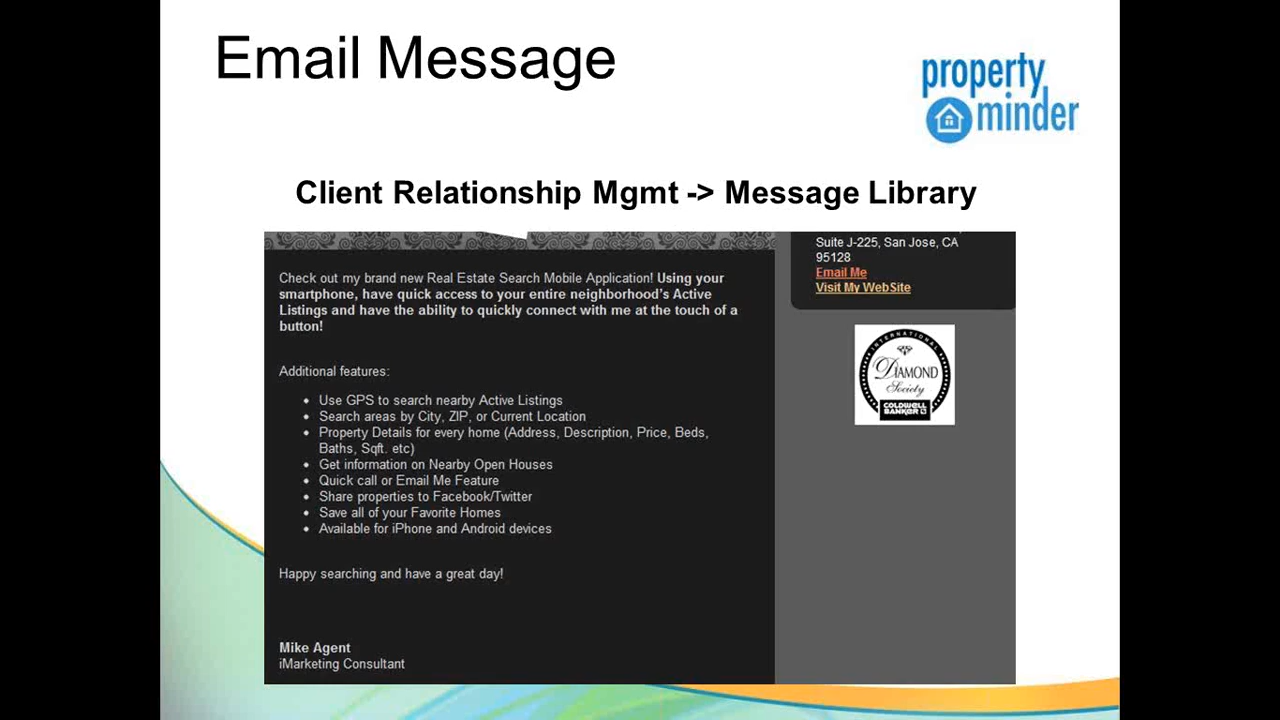 Email Message
property
minder
Client Relationship Mgmt -> Message Library
Suite J-225, San Jose, CA
95128
Email Me
Visit My WebSite
Check out my brand new Real Estate Search Mobile Application! Using your
smartphone, have quick access to your entire neighborhood's Active
Listings and have the ability to quickly connect with me at the touch of a
button!
INTERNATIONAL
DIAMOND
Society
COLDWELL
BANKER
Additional features:
• Use GPS to search nearby Active Listings
• Search areas by City, ZIP, or Current Location
• Property Details for every home (Address, Description, Price, Beds,
Baths, Sqft. etc)
• Get information on Nearby Open Houses
• Quick call or Email Me Feature
• Share properties to Facebook/Twitter
• Save all of your Favorite Homes
• Available for iPhone and Android devices
Happy searching and have a great day!
Mike Agent
iMarketing Consultant